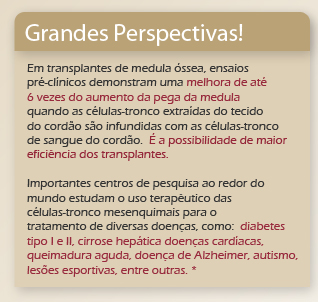 Grandes Perspectivas!
Em transplantes de medula óssea, ensaios
pré-clínicos demonstram uma melhora de até
6 vezes do aumento da pega da medula
quando as células-tronco extraídas do tecido
do cordão são infundidas com as células-tronco
de sangue do cordão. É a possibilidade de maior
eficiência dos transplantes.
Importantes centros de pesquisa ao redor do
mundo estudam o uso terapêutico das
células-tronco mesenquimais para o
tratamento de diversas doenças, como: diabetes
tipo I e II, cirrose hepática doenças cardíacas,
queimadura aguda, doença de Alzheimer, autismo,
lesões esportivas, entre outras. *